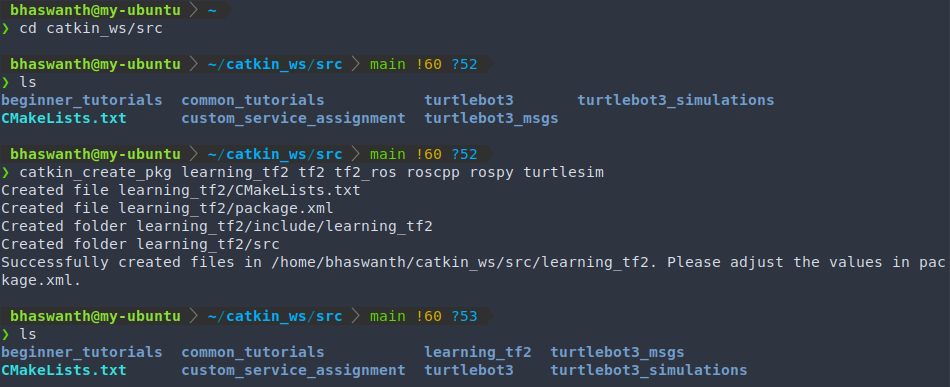 bhaswanth@my-ubuntu ~
❯ cd catkin_ws/src
bhaswanth@my-ubuntu ~/catkin_ws/src main !60 ?52
❯ ls
beginner_tutorials common_tutorials turtlebot3 turtlebot3_simulations
CMakeLists.txt custom_service_assignment turtlebot3_msgs
bhaswanth@my-ubuntu ~/catkin_ws/src main !60 ?52
❯ catkin_create_pkg learning_tf2 tf2 tf2_ros roscpp rospy turtlesim
Created file learning_tf2/CMakeLists.txt
Created file learning_tf2/package.xml
Created folder learning_tf2/include/learning_tf2
Created folder learning_tf2/src
Successfully created files in /home/bhaswanth/catkin_ws/src/learning_tf2. Please adjust the values in pac
kage.xml.
bhaswanth@my-ubuntu ~/catkin_ws/src main !60 ?53
❯ ls
beginner_tutorials common_tutorials learning_tf2 turtlebot3_msgs
CMakeLists.txt custom_service_assignment turtlebot3 turtlebot3_simulations